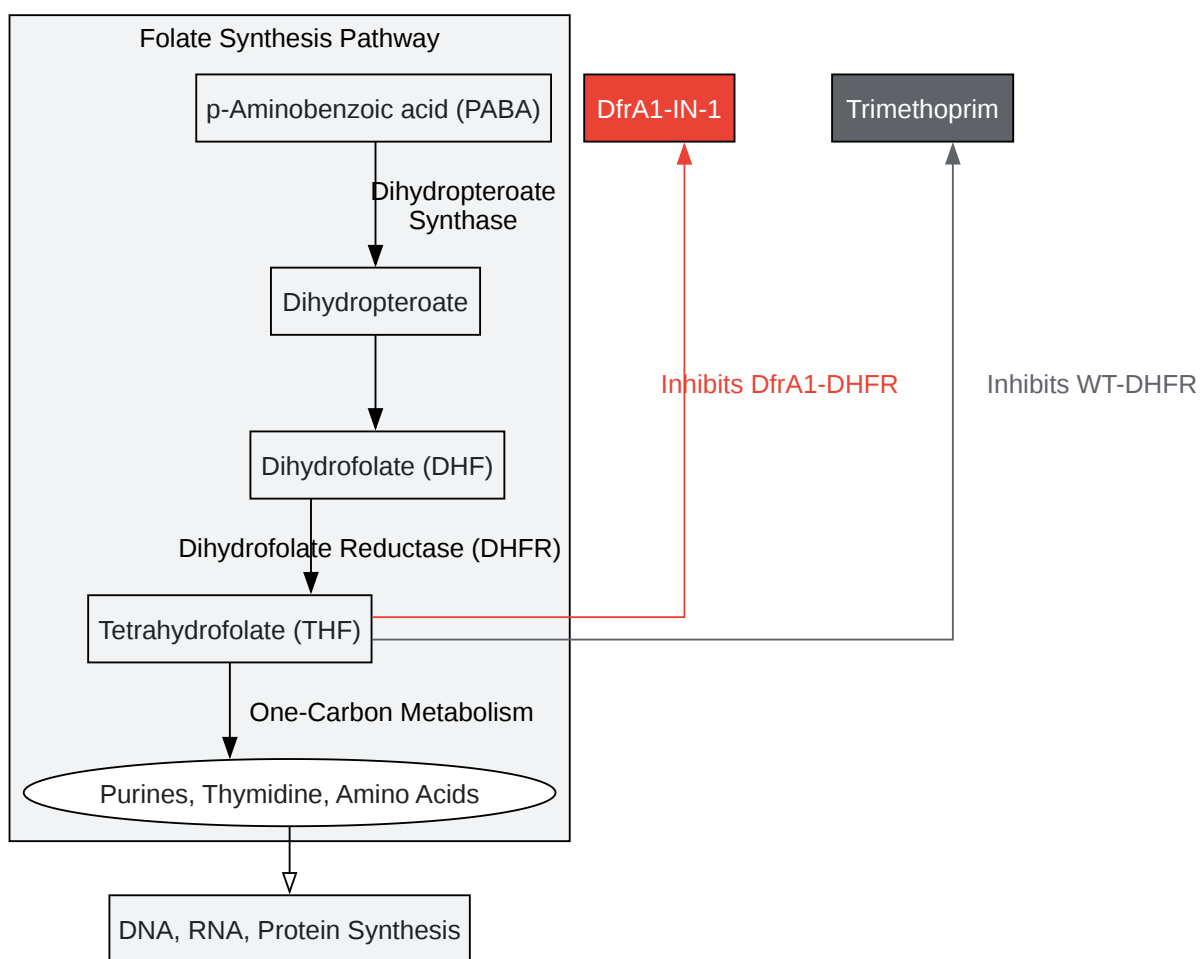 Folate Synthesis Pathway
p-Aminobenzoic acid (PABA)
DfrA1-IN-1
Trimethoprim
Dihydropteroate
Synthase
Dihydropteroate
Inhibits DfrA1-DHFR
Inhibits WT-DHFR
Dihydrofolate (DHF)
Dihydrofolate Reductase (DHFR)
Tetrahydrofolate (THF)
One-Carbon Metabolism
Purines, Thymidine, Amino Acids
DNA, RNA, Protein Synthesis